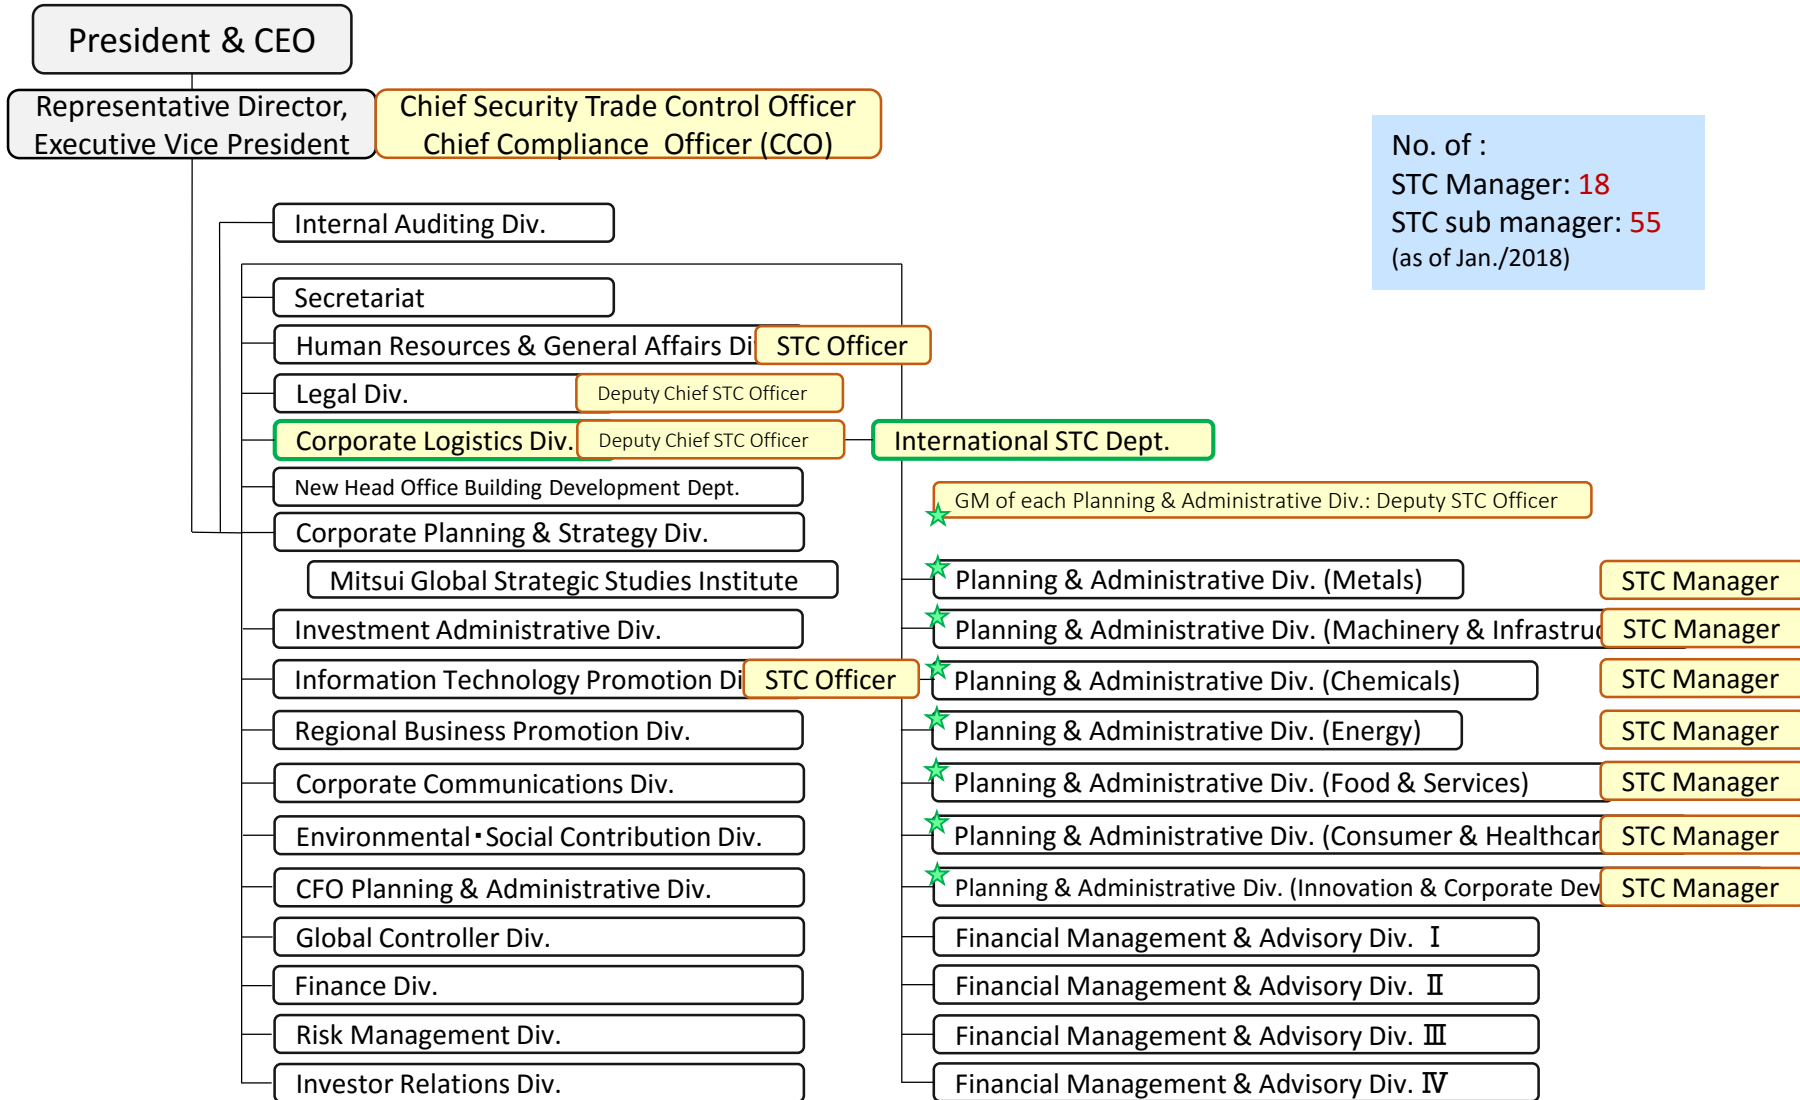 President & CEO
Representative Director,
Executive Vice President
Chief Security Trade Control Officer
Chief Compliance Officer (CCO)
No. of :
STC Manager: 18
STC sub manager: 55
(as of Jan./2018)
Internal Auditing Div.
Secretariat
Human Resources & General Affairs Di
STC Officer
Legal Div.
Deputy Chief STC Officer
Corporate Logistics Div.
Deputy Chief STC Officer
International STC Dept.
New Head Office Building Development Dept.
GM of each Planning & Administrative Div.: Deputy STC Officer
Corporate Planning & Strategy Div.
Mitsui Global Strategic Studies Institute
Planning & Administrative Div. (Metals)
STC Manager
Investment Administrative Div.
Planning & Administrative Div. (Machinery & Infrastruc
STC Manager
Information Technology Promotion Di
STC Officer
Planning & Administrative Div. (Chemicals)
STC Manager
Regional Business Promotion Div.
Planning & Administrative Div. (Energy)
STC Manager
Corporate Communications Div.
Planning & Administrative Div. (Food & Services)
STC Manager
Environmental・Social Contribution Div.
Planning & Administrative Div. (Consumer & Healthcar
STC Manager
CFO Planning & Administrative Div.
Planning & Administrative Div. (Innovation & Corporate Dev
STC Manager
Global Controller Div.
Financial Management & Advisory Div. Ⅰ
Finance Div.
Financial Management & Advisory Div. Ⅱ
Risk Management Div.
Financial Management & Advisory Div. Ⅲ
Investor Relations Div.
Financial Management & Advisory Div. Ⅳ